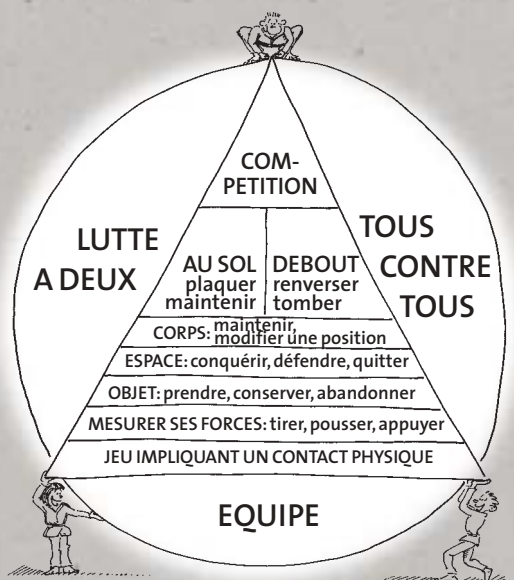 COM-
PETITION
LUTTE
A DEUX
TOUS
CONTRE
TOUS
AU SOL
plaquer
maintenir
DEBOUT
renverser
tomber
CORPS: maintenir,
modifier une position
ESPACE: conquérir, défendre, quitter
OBJET: prendre, conserver, abandonner
MESURER SES FORCES: tirer, pousser, appuyer
JEU IMPLIQUANT UN CONTACT PHYSIQUE
EQUIPE